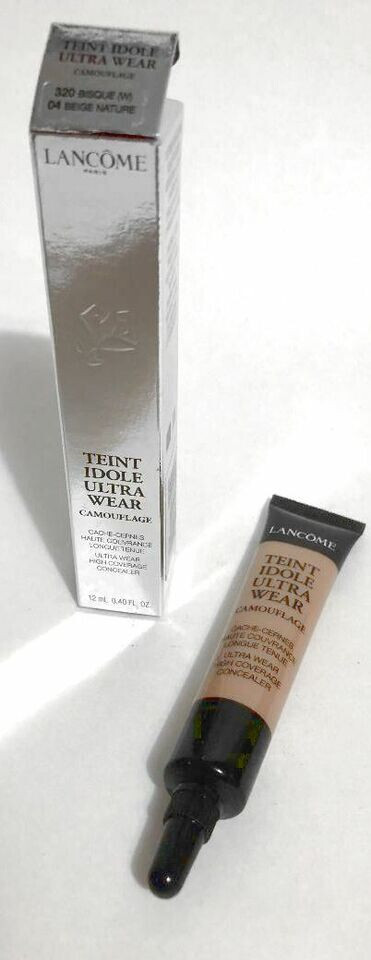 TEINT IDOLE
ULTRA WEAR
CAMOUFLAGE
320 BISQUE (W)
04 BEIGE NATURE
LANCÔME
PARIS
TEINT
IDOLE
ULTRA
WEAR
CAMOUFLAGE
CACHE-CERNES
HAUTE COUVRANCE
LONGUE TENUE
ULTRA WEAR
HIGH COVERAGE
CONCEALER
12 mL 0.40 FL. OZ.
LANCÔME
TEINT
IDOLE
ULTRA
WEAR
CAMOUFLAGE
CACHE-CERNES
HAUTE COUVRANCE
LONGUE TENUE
ULTRA WEAR
HIGH COVERAGE
CONCEALER